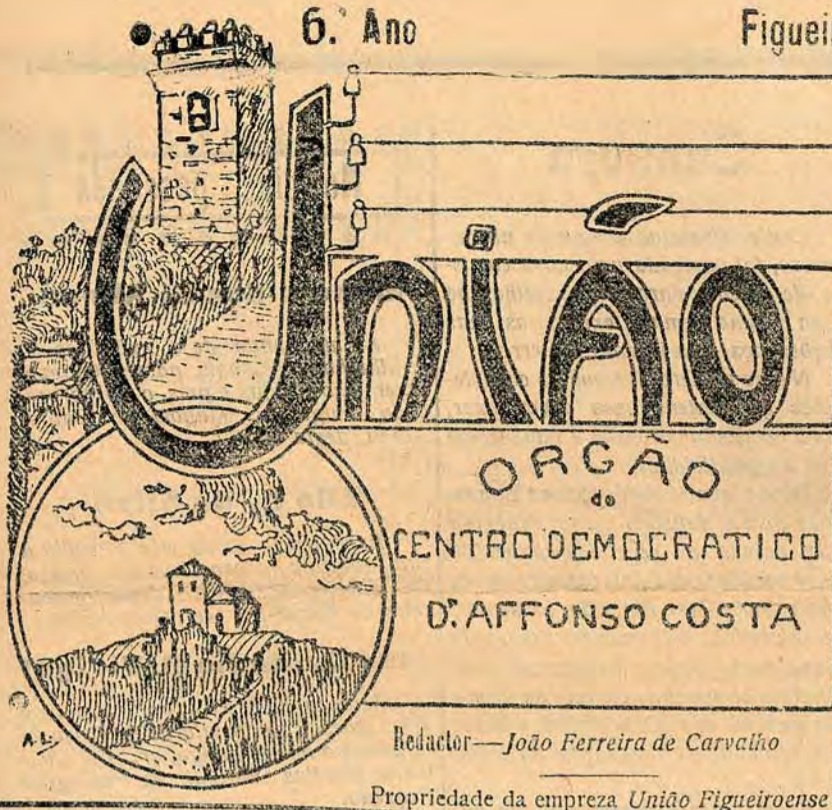 6.º Ano Figuei
União
ORGÃO
do
CENTRO DEMOCRATICO
Dr. AFFONSO COSTA
A.L.
Redactor—João Ferreira de Carvalho
Propriedade da empreza União Figueiroense